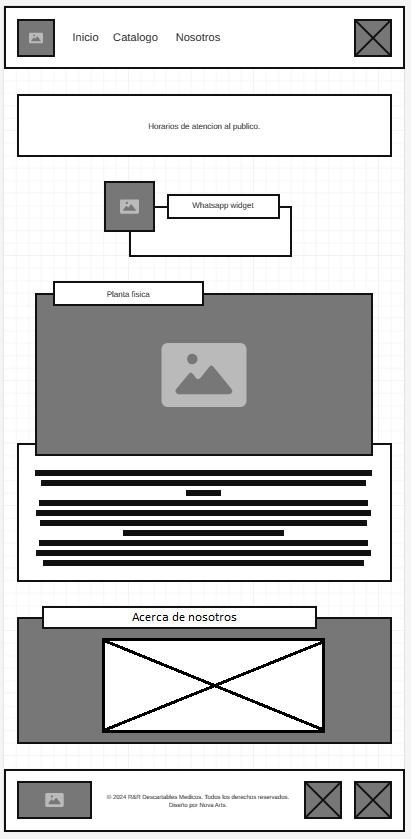 Inicio Catalogo Nosotros
Horarios de atencion al publico.
Whatsapp widget
Planta fisica
Acerca de nosotros
© 2024 R&R Descartables Medicos. Todos los derechos reservados.
Diseño por Nova Arts.